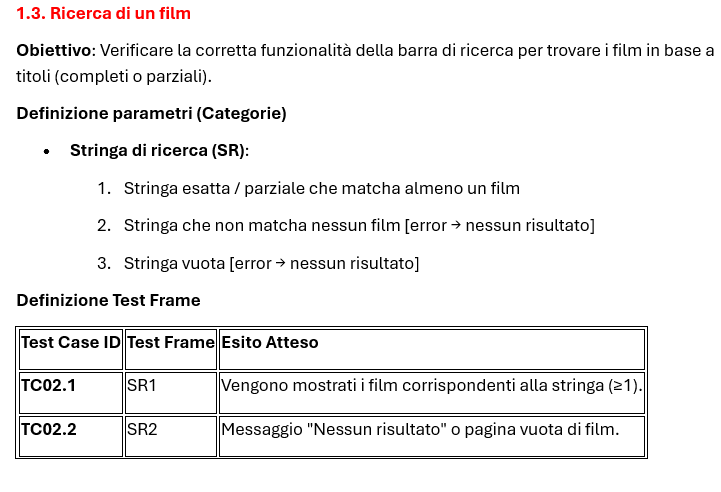 1.3. Ricerca di un film
Obiettivo: Verificare la corretta funzionalità della barra di ricerca per trovare i film in base a
titoli (completi o parziali).
Definizione parametri (Categorie)
• Stringa di ricerca (SR):
1. Stringa esatta / parziale che matcha almeno un film
2. Stringa che non matcha nessun film [error → nessun risultato]
3. Stringa vuota [error → nessun risultato]
Definizione Test Frame
Test Case ID Test Frame Esito Atteso
TC02.1 SR1 Vengono mostrati i film corrispondenti alla stringa (≥1).
TC02.2 SR2 Messaggio "Nessun risultato" o pagina vuota di film.